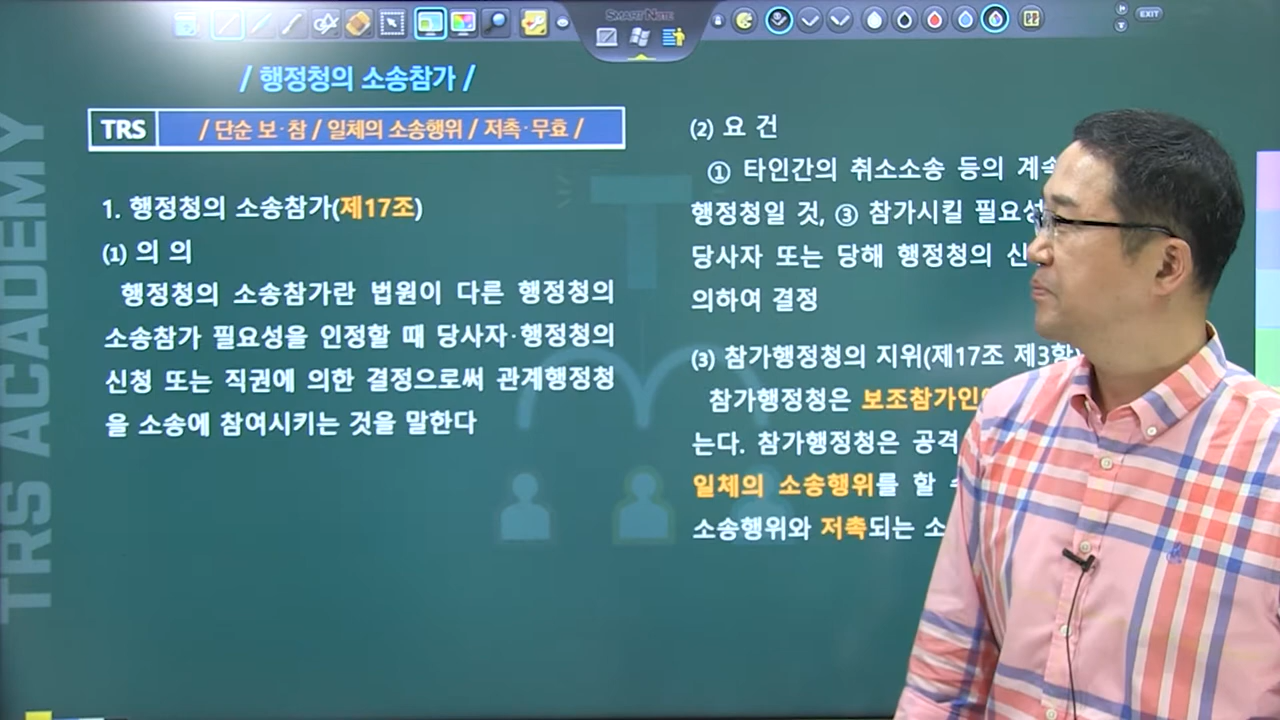 SMART NOTE
EXIT
/ 행정청의 소송참가 /
TRS / 단순 보·참 / 일체의 소송행위 / 저촉·무효 /
1. 행정청의 소송참가(제17조)
(1) 의 의
행정청의 소송참가란 법원이 다른 행정청의
소송참가 필요성을 인정할 때 당사자·행정청의
신청 또는 직권에 의한 결정으로써 관계행정청
을 소송에 참여시키는 것을 말한다
(2) 요 건
① 타인간의 취소소송 등의 계속
행정청일 것, ③ 참가시킬 필요성
당사자 또는 당해 행정청의 신
의하여 결정
(3) 참가행정청의 지위(제17조 제3항)
참가행정청은 보조참가인
는다. 참가행정청은 공격
일체의 소송행위를 할
소송행위와 저촉되는 소
TRS ACADEMY